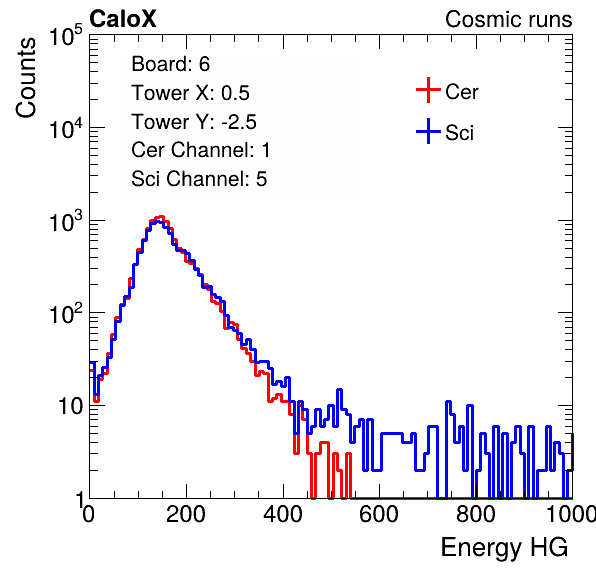 CaloX Cosmic runs
Counts
10^5
10^4
10^3
10^2
10
1
Board: 6
Tower X: 0.5
Tower Y: -2.5
Cer Channel: 1
Sci Channel: 5
Cer
Sci
0 200 400 600 800 1000
Energy HG